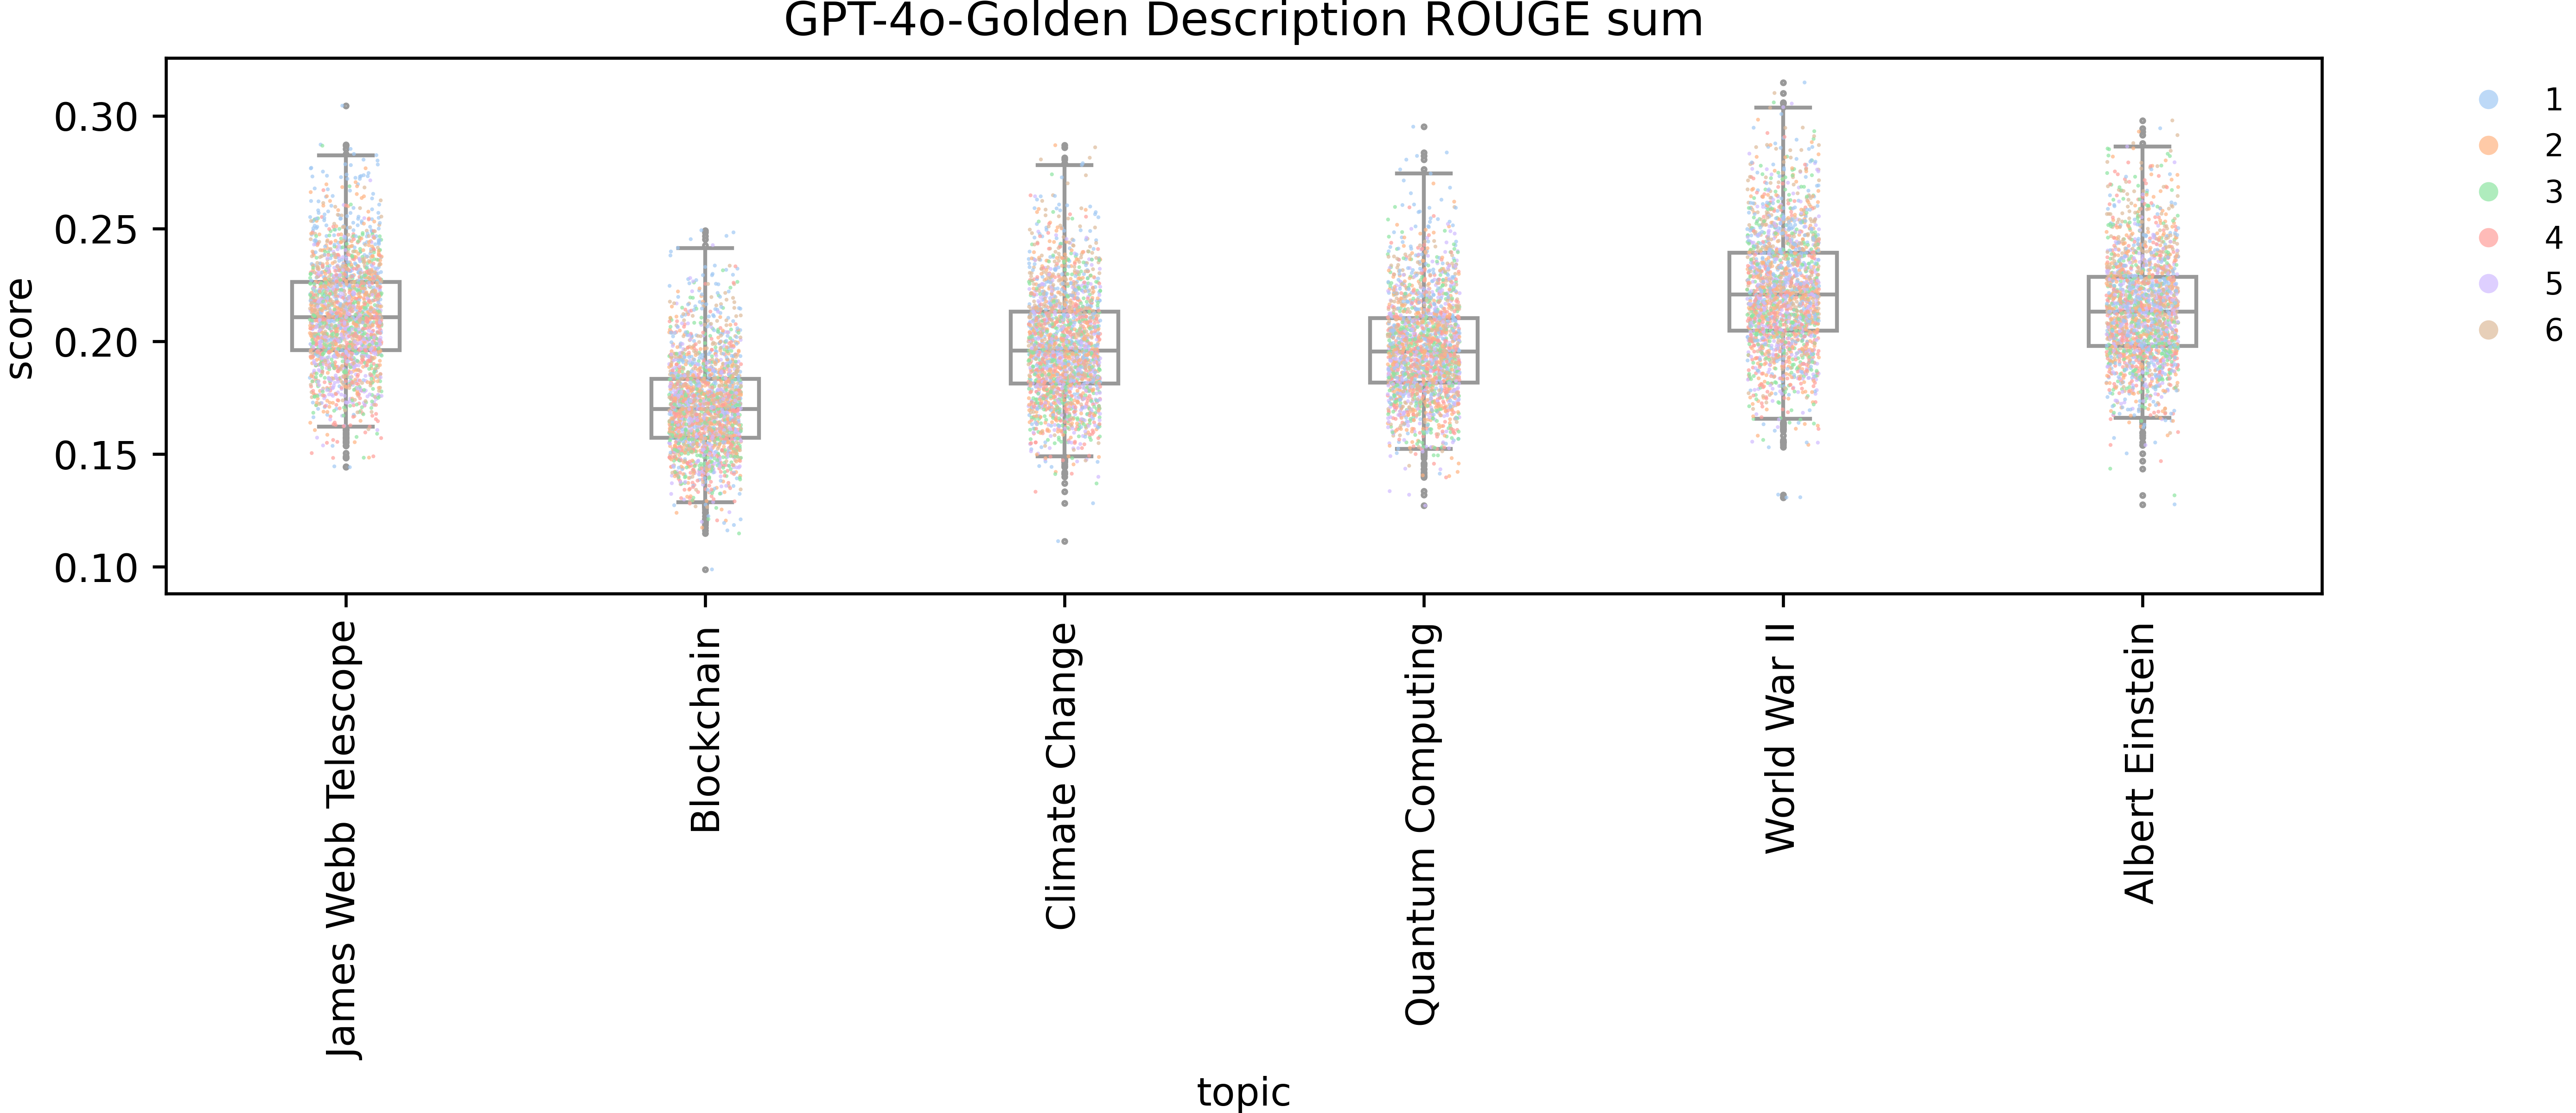 GPT-4o-Golden Description ROUGE sum
score
0.30
0.25
0.20
0.15
0.10
James Webb Telescope
Blockchain
Climate Change
Quantum Computing
World War II
Albert Einstein
topic
1
2
3
4
5
6